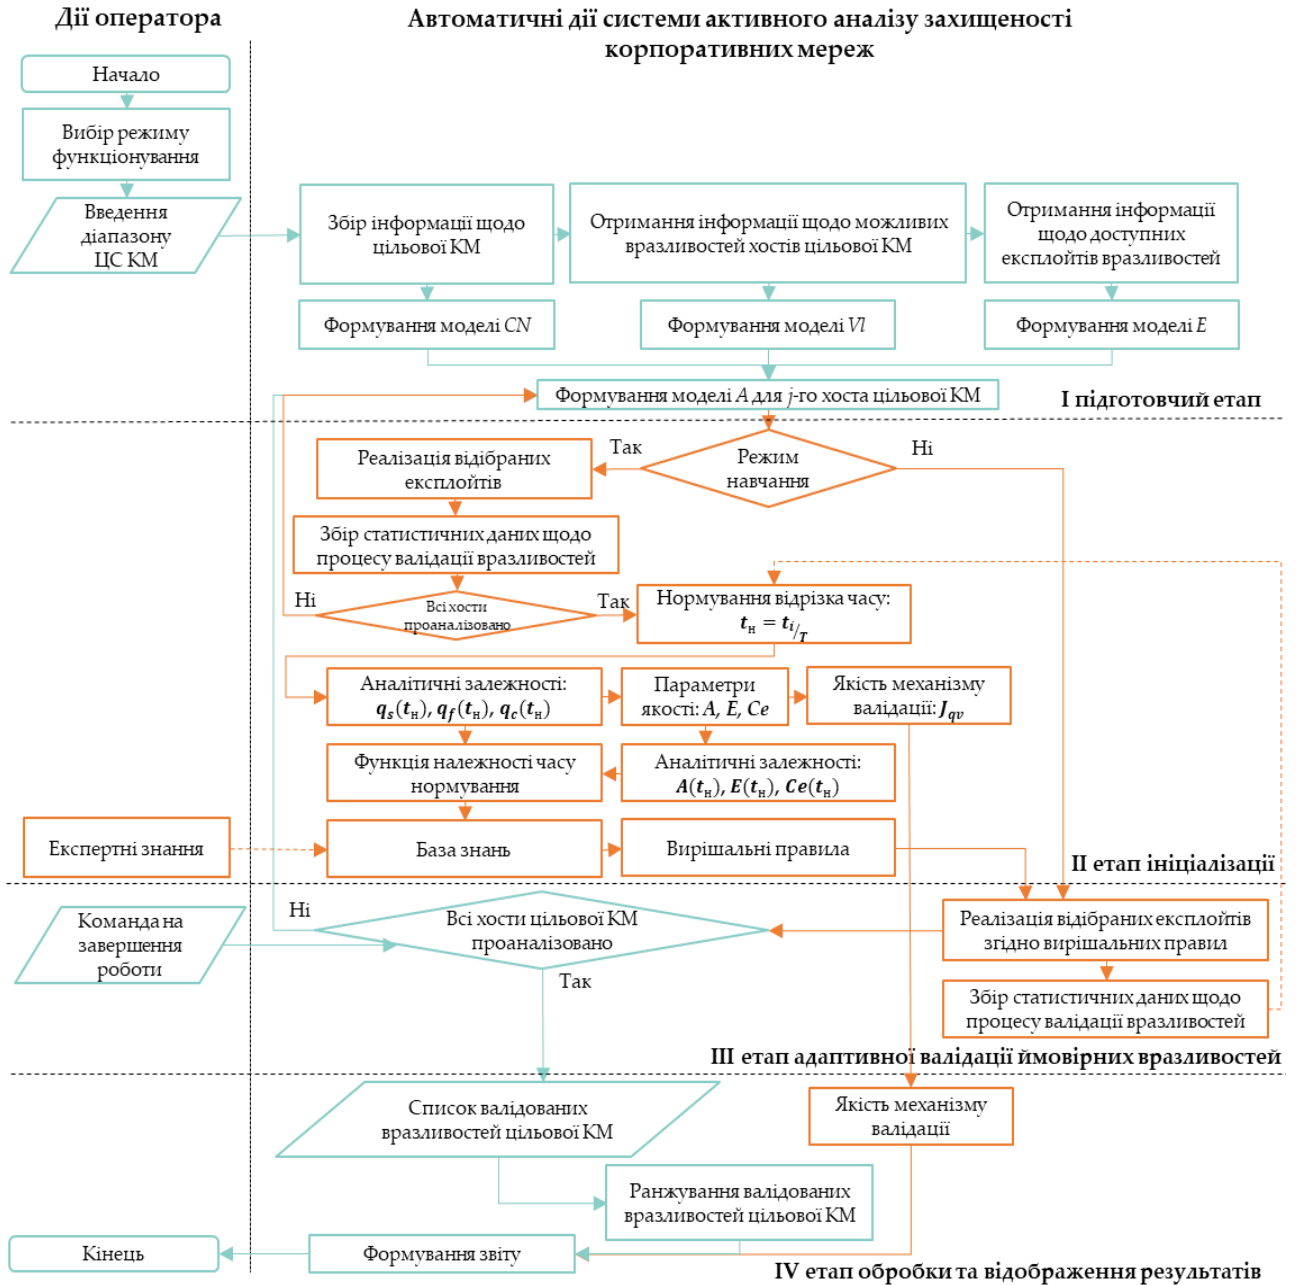 Дії оператора
Автоматичні дії системи активного аналізу захищеності
корпоративних мереж
Начало
Вибір режиму
функціонування
Введення
діапазону
ЦС КМ
Збір інформації щодо
цільової КМ
Отримання інформації щодо можливих
вразливостей хостів цільової КМ
Отримання інформації
щодо доступних
експлойтів вразливостей
Формування моделі CN
Формування моделі Vl
Формування моделі E
Формування моделі A для j-го хоста цільової КМ
І підготовчий етап
Режим
навчання
Так
Ні
Реалізація відібраних
експлойтів
Збір статистичних даних щодо
процесу валідації вразливостей
Ні
Всі хости
проаналізовано
Так
Нормування відрізка часу:
tн = ti/T
Аналітичні залежності:
qs(tн), qf(tн), qc(tн)
Параметри
якості: A, E, Ce
Якість механізму
валідації: Jqv
Функція належності часу
нормування
Аналітичні залежності:
A(tн), E(tн), Ce(tн)
Експертні знання
База знань
Вирішальні правила
ІІ етап ініціалізації
Команда на
завершення
роботи
Ні
Всі хости цільової КМ
проаналізовано
Так
Реалізація відібраних експлойтів
згідно вирішальних правил
Збір статистичних даних щодо
процесу валідації вразливостей
ІІІ етап адаптивної валідації ймовірних вразливостей
Список валідованих
вразливостей цільової КМ
Якість механізму
валідації
Ранжування валідованих
вразливостей цільової КМ
Кінець
Формування звіту
IV етап обробки та відображення результатів